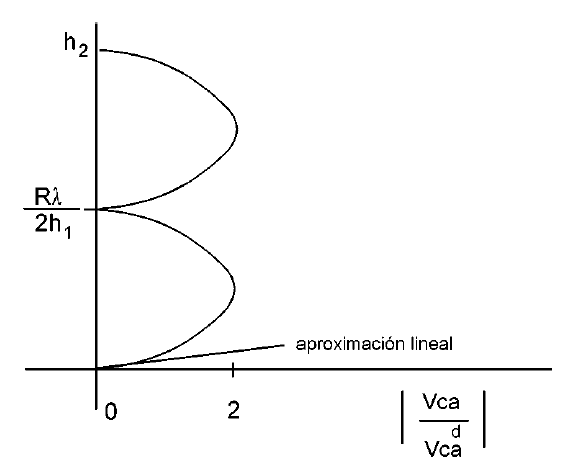 h2
Rλ
2h1
aproximación lineal
0
2
Vca
Vca d